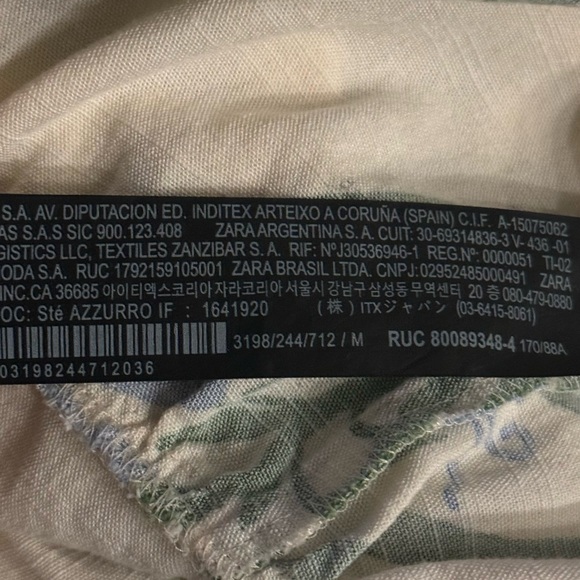 S.A. AV. DIPUTACION ED. INDITEX ARTEIXO A CORUÑA (SPAIN) C.I.F. A-15075062
AS S.A.S SIC 900.123.408 ZARA ARGENTINA S.A. CUIT: 30-69314836-3 V- 436 -01
GISTICS LLC, TEXTILES ZANZIBAR S.A. RIF: NºJ30536946-1 REG.Nº 0000051 TI-02
ODA S.A. RUC 1792159105001 ZARA BRASIL LTDA. CNPJ:02952485000491 ZARA
INC.CA 36685 아이티엑스코리아 자라코리아 서울시 강남구 삼성동 무역센터 20 층 080-479-0880
OC: Sté AZZURRO IF : 1641920 (株) ITXジャパン (03-6415-8061)
3198/244/712 / M RUC 80089348-4 170/88A
03198244712036